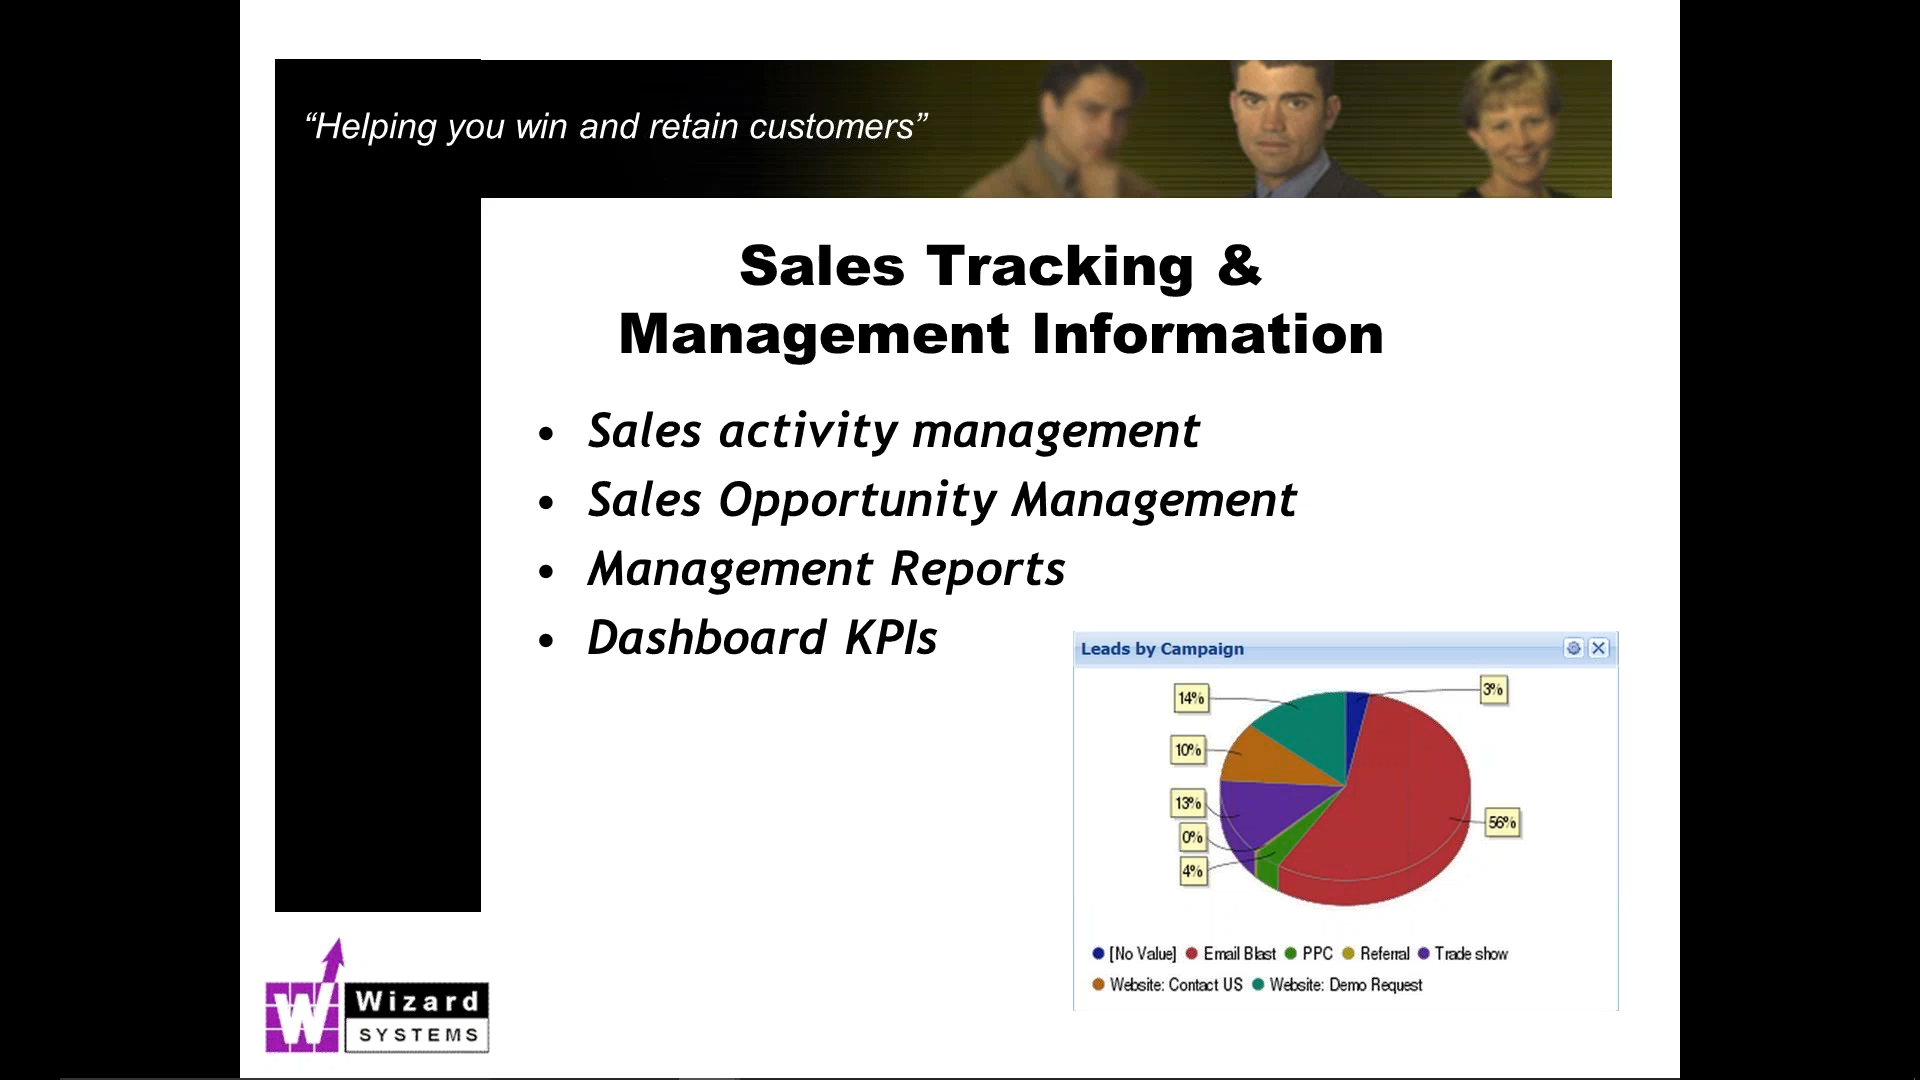 “Helping you win and retain customers”
Sales Tracking &
Management Information
• Sales activity management
• Sales Opportunity Management
• Management Reports
• Dashboard KPIs
Leads by Campaign
14%
3%
10%
13%
56%
0%
4%
[No Value] Email Blast PPC Referral Trade show
Website: Contact US Website: Demo Request
W Wizard
SYSTEMS